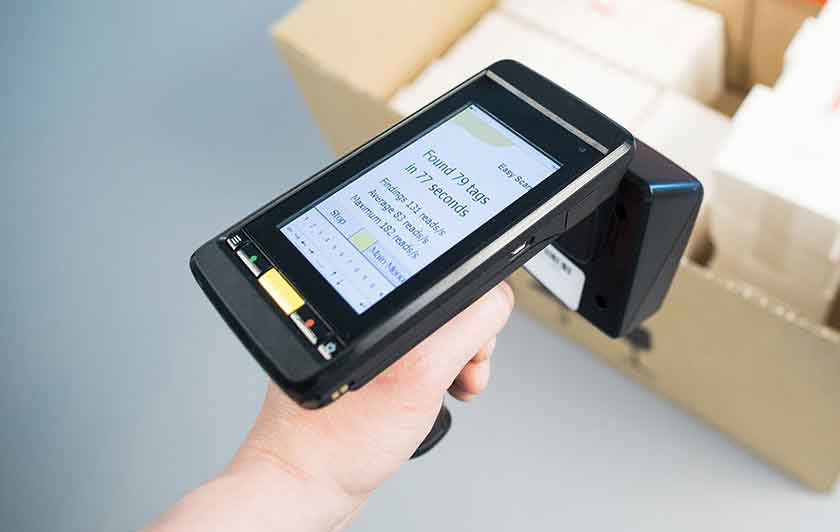 Easy Scan
Found 79 tags
in 77 seconds
Findings 131 reads/s
Average 83 reads/s
Maximum 182 reads/s
Stop
Main Menu